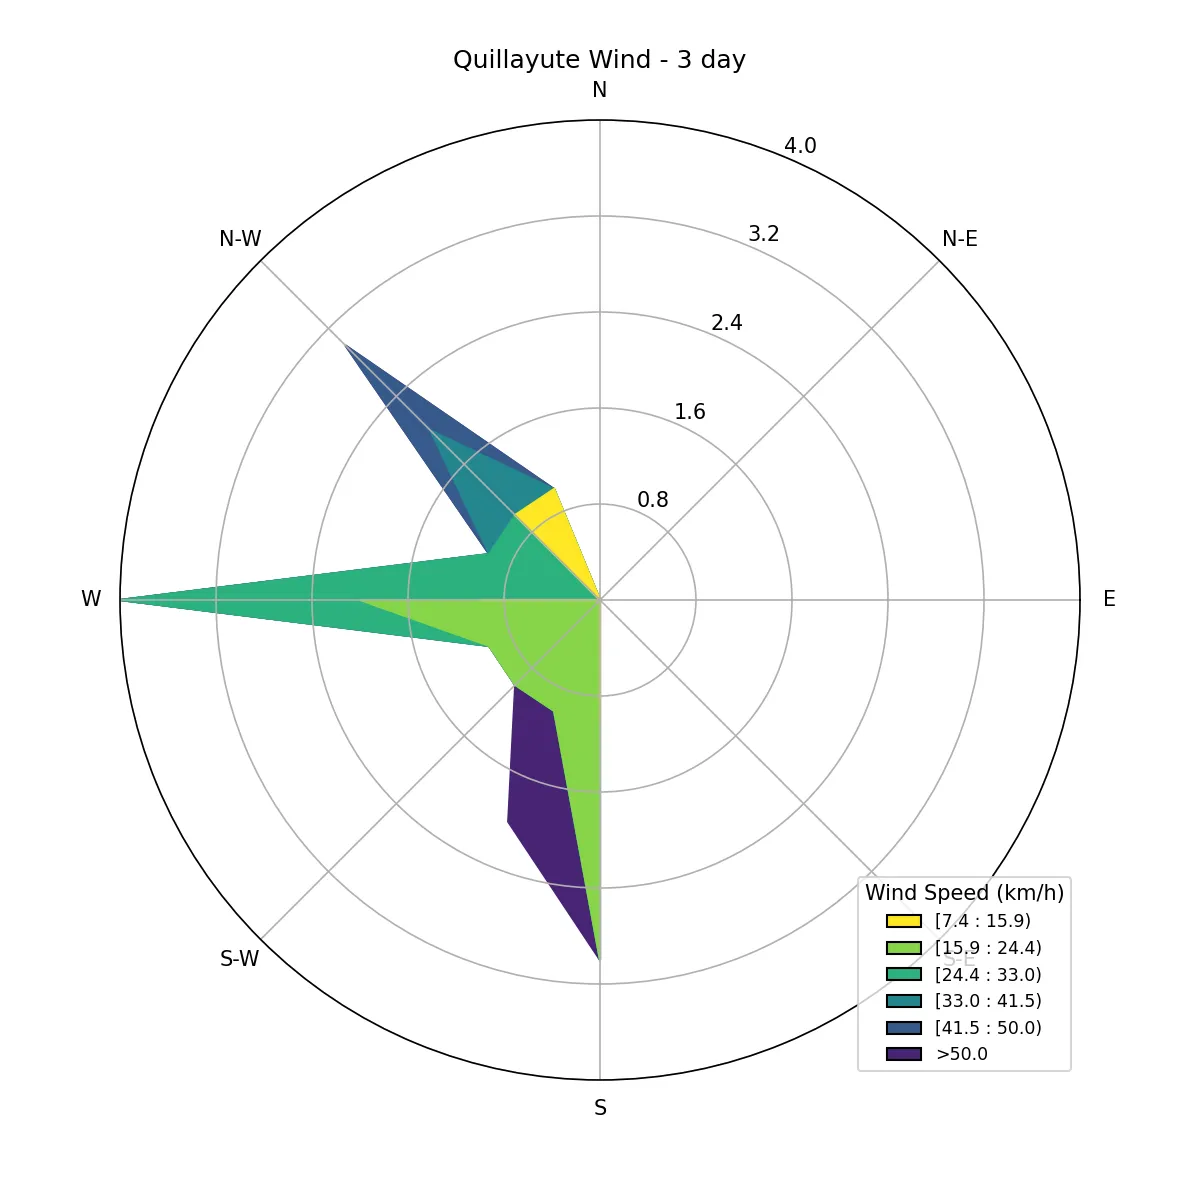 Quillayute Wind - 3 day
N
4.0
N-W
3.2
N-E
2.4
1.6
0.8
W
E
Wind Speed (km/h)
[7.4 : 15.9)
[15.9 : 24.4)
S-W
S-E
[24.4 : 33.0)
[33.0 : 41.5)
[41.5 : 50.0)
>50.0
S